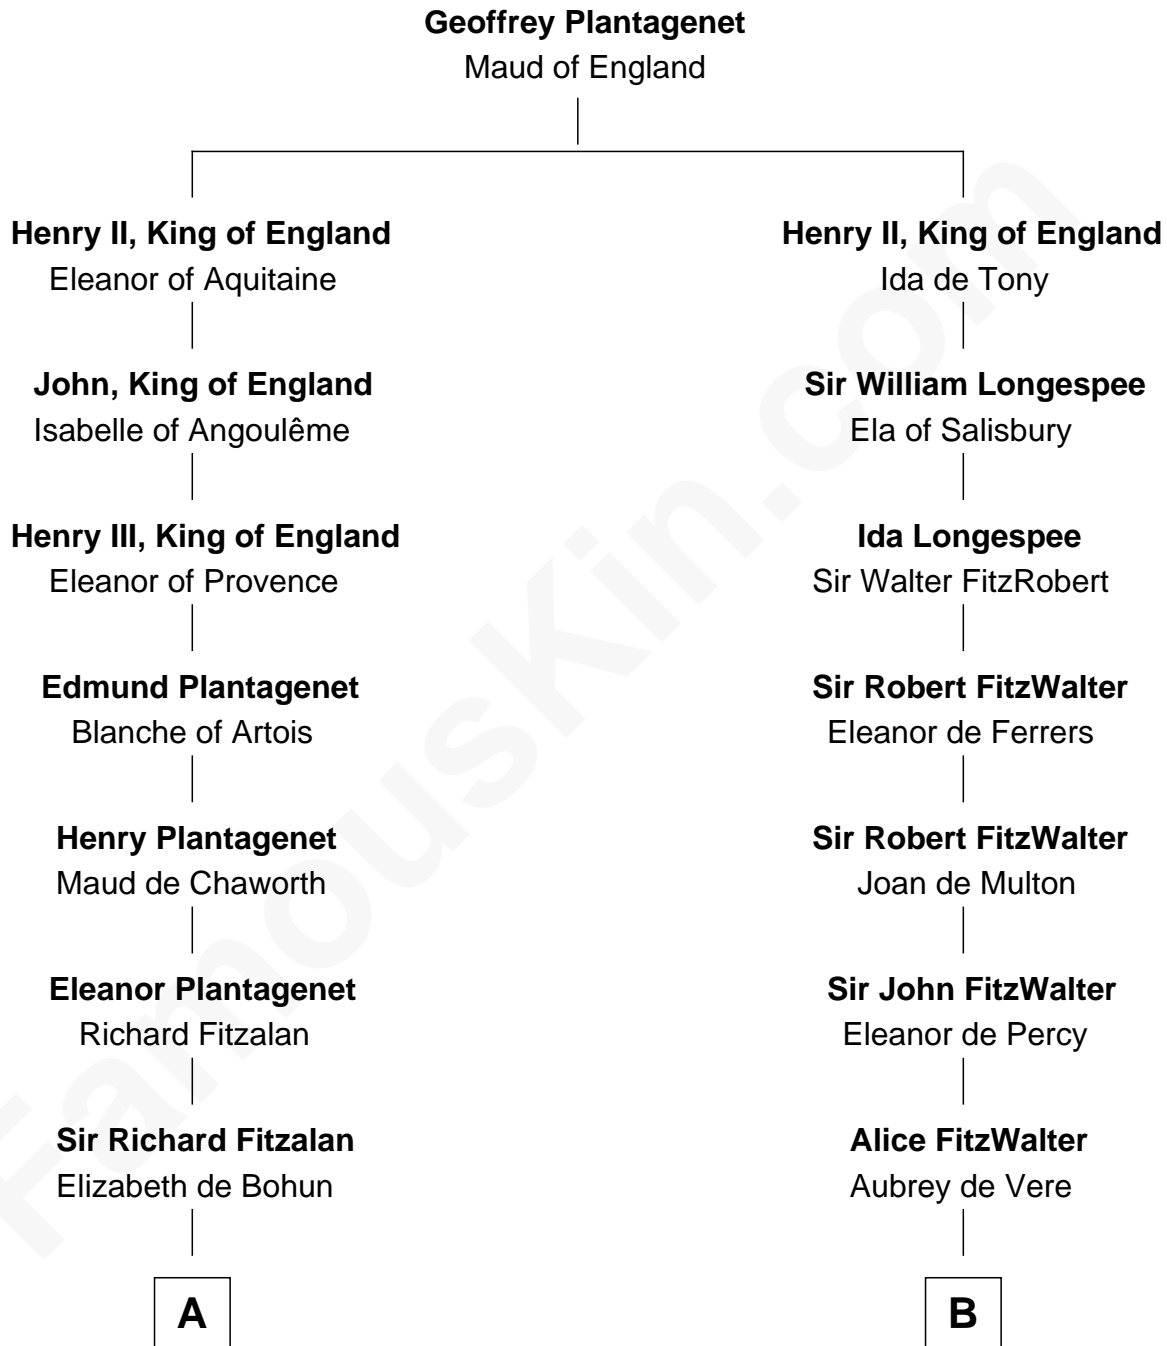 Geoffrey Plantagenet
Maud of England
Henry II, King of England
Eleanor of Aquitaine
John, King of England
Isabelle of Angoulême
Henry III, King of England
Eleanor of Provence
Edmund Plantagenet
Blanche of Artois
Henry Plantagenet
Maud de Chaworth
Eleanor Plantagenet
Richard Fitzalan
Sir Richard Fitzalan
Elizabeth de Bohun
A
Henry II, King of England
Ida de Tony
Sir William Longespee
Ela of Salisbury
Ida Longespee
Sir Walter FitzRobert
Sir Robert FitzWalter
Eleanor de Ferrers
Sir Robert FitzWalter
Joan de Multon
Sir John FitzWalter
Eleanor de Percy
Alice FitzWalter
Aubrey de Vere
B
FamousKin.com